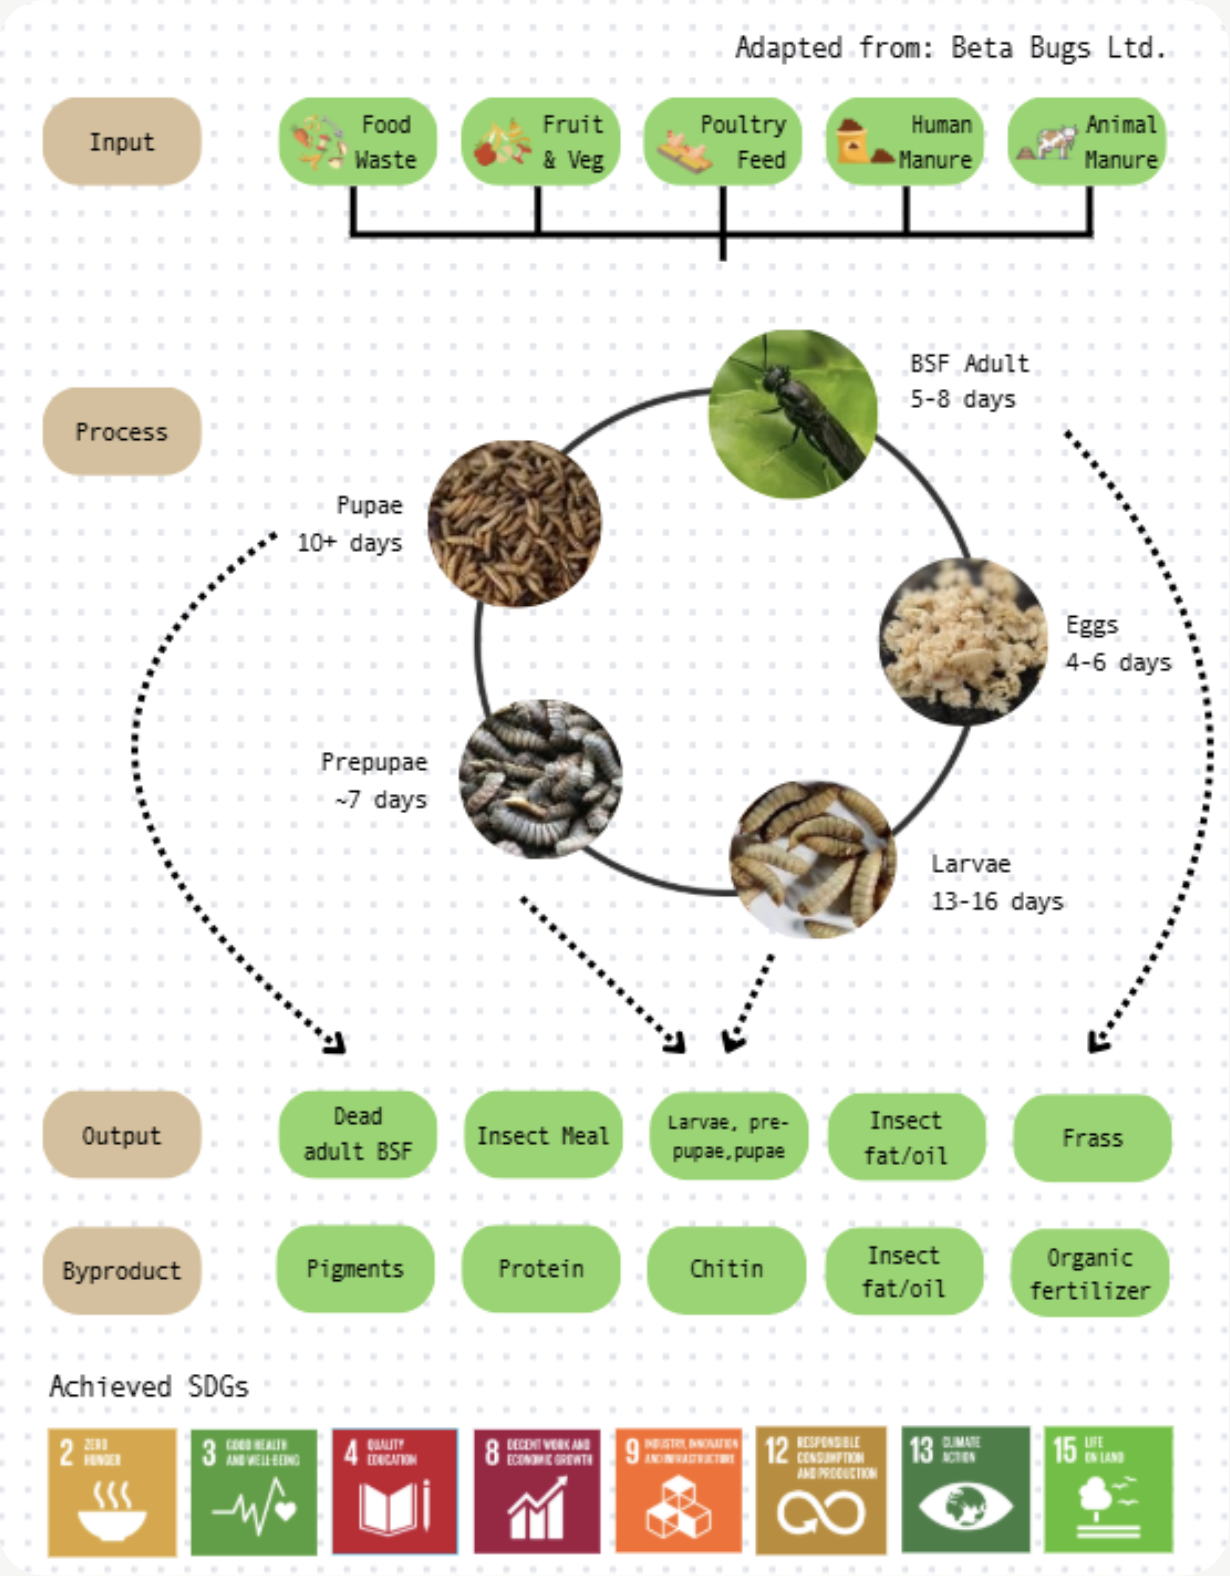 Adapted from: Beta Bugs Ltd.
Input
Food
Waste
Fruit
& Veg
Poultry
Feed
Human
Manure
Animal
Manure
Process
BSF Adult
5-8 days
Pupae
10+ days
Eggs
4-6 days
Prepupae
~7 days
Larvae
13-16 days
Output
Dead
adult BSF
Insect Meal
Larvae, pre-
pupae,pupae
Insect
fat/oil
Frass
Byproduct
Pigments
Protein
Chitin
Insect
fat/oil
Organic
fertilizer
Achieved SDGs
2 ZERO
HUNGER
3 GOOD HEALTH
AND WELL-BEING
4 QUALITY
EDUCATION
8 DECENT WORK AND
ECONOMIC GROWTH
9 INDUSTRY, INNOVATION
AND INFRASTRUCTURE
12 RESPONSIBLE
CONSUMPTION
AND PRODUCTION
13 CLIMATE
ACTION
15 LIFE
ON LAND